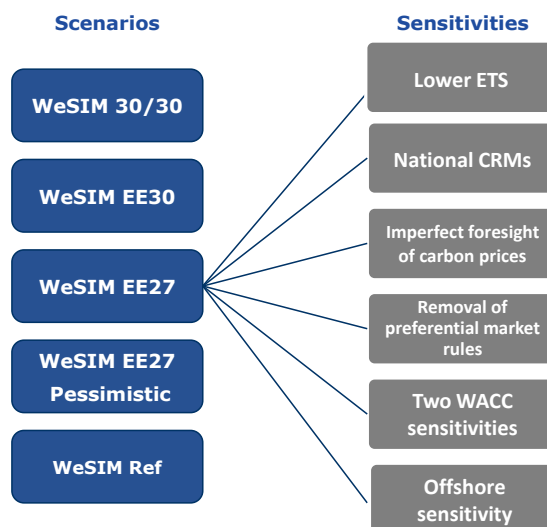 Scenarios
WeSIM 30/30
WeSIM EE30
WeSIM EE27
WeSIM EE27
Pessimistic
WeSIM Ref
Sensitivities
Lower ETS
National CRMs
Imperfect foresight
of carbon prices
Removal of
preferential market
rules
Two WACC
sensitivities
Offshore
sensitivity